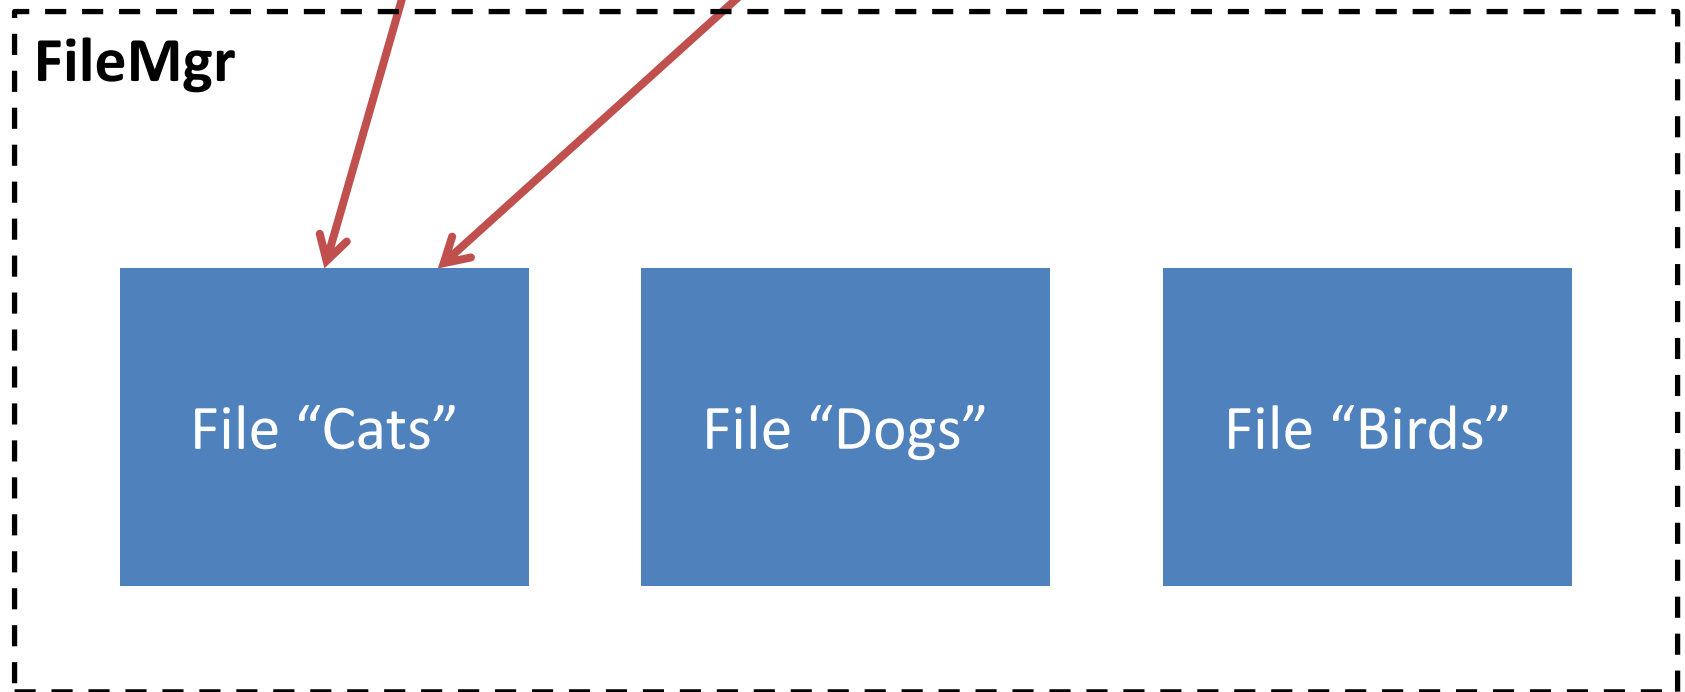 FileMgr
File “Cats”
File “Dogs”
File “Birds”